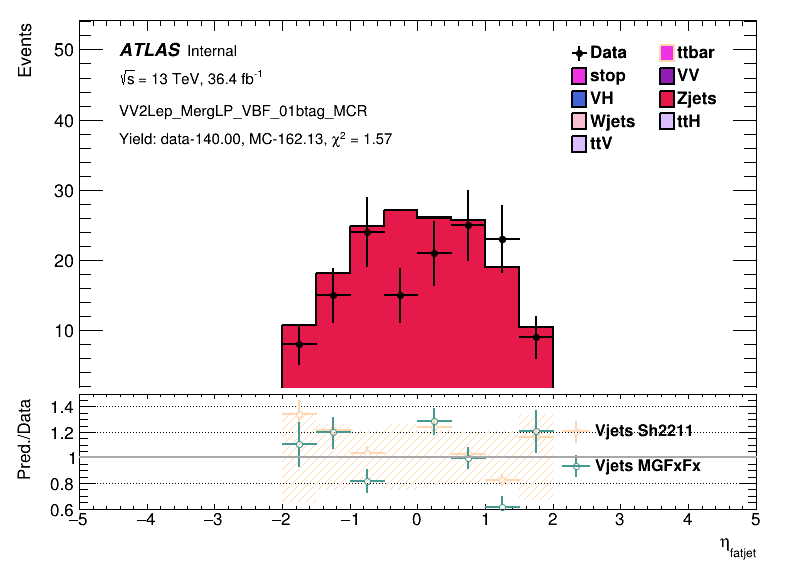 Events
50
40
30
20
10
ATLAS Internal
√s = 13 TeV, 36.4 fb⁻¹
VV2Lep_MergLP_VBF_01btag_MCR
Yield: data-140.00, MC-162.13, χ² = 1.57
Data ttbar
stop VV
VH Zjets
Wjets ttH
ttV
Pred./Data
1.4
1.2
1
0.8
0.6
Vjets Sh2211
Vjets MGFxFx
−5 −4 −3 −2 −1 0 1 2 3 4 5
η_fatjet